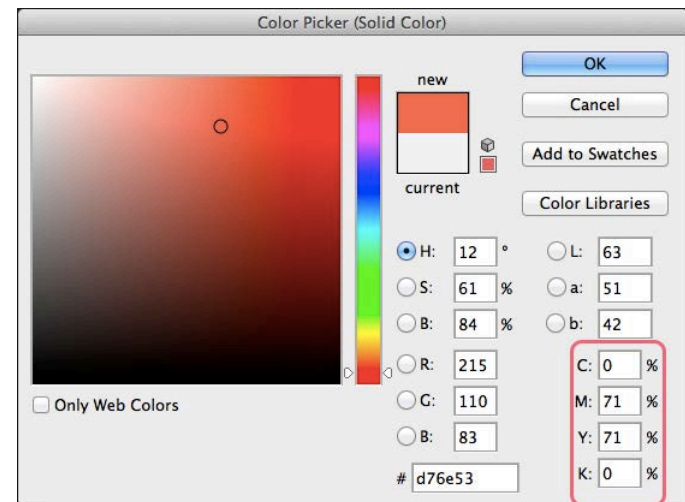 Color Picker (Solid Color)
new
current
OK
Cancel
Add to Swatches
Color Libraries
H: 12 °
S: 61 %
B: 84 %
R: 215
G: 110
B: 83
# d76e53
L: 63
a: 51
b: 42
C: 0 %
M: 71 %
Y: 71 %
K: 0 %
Only Web Colors